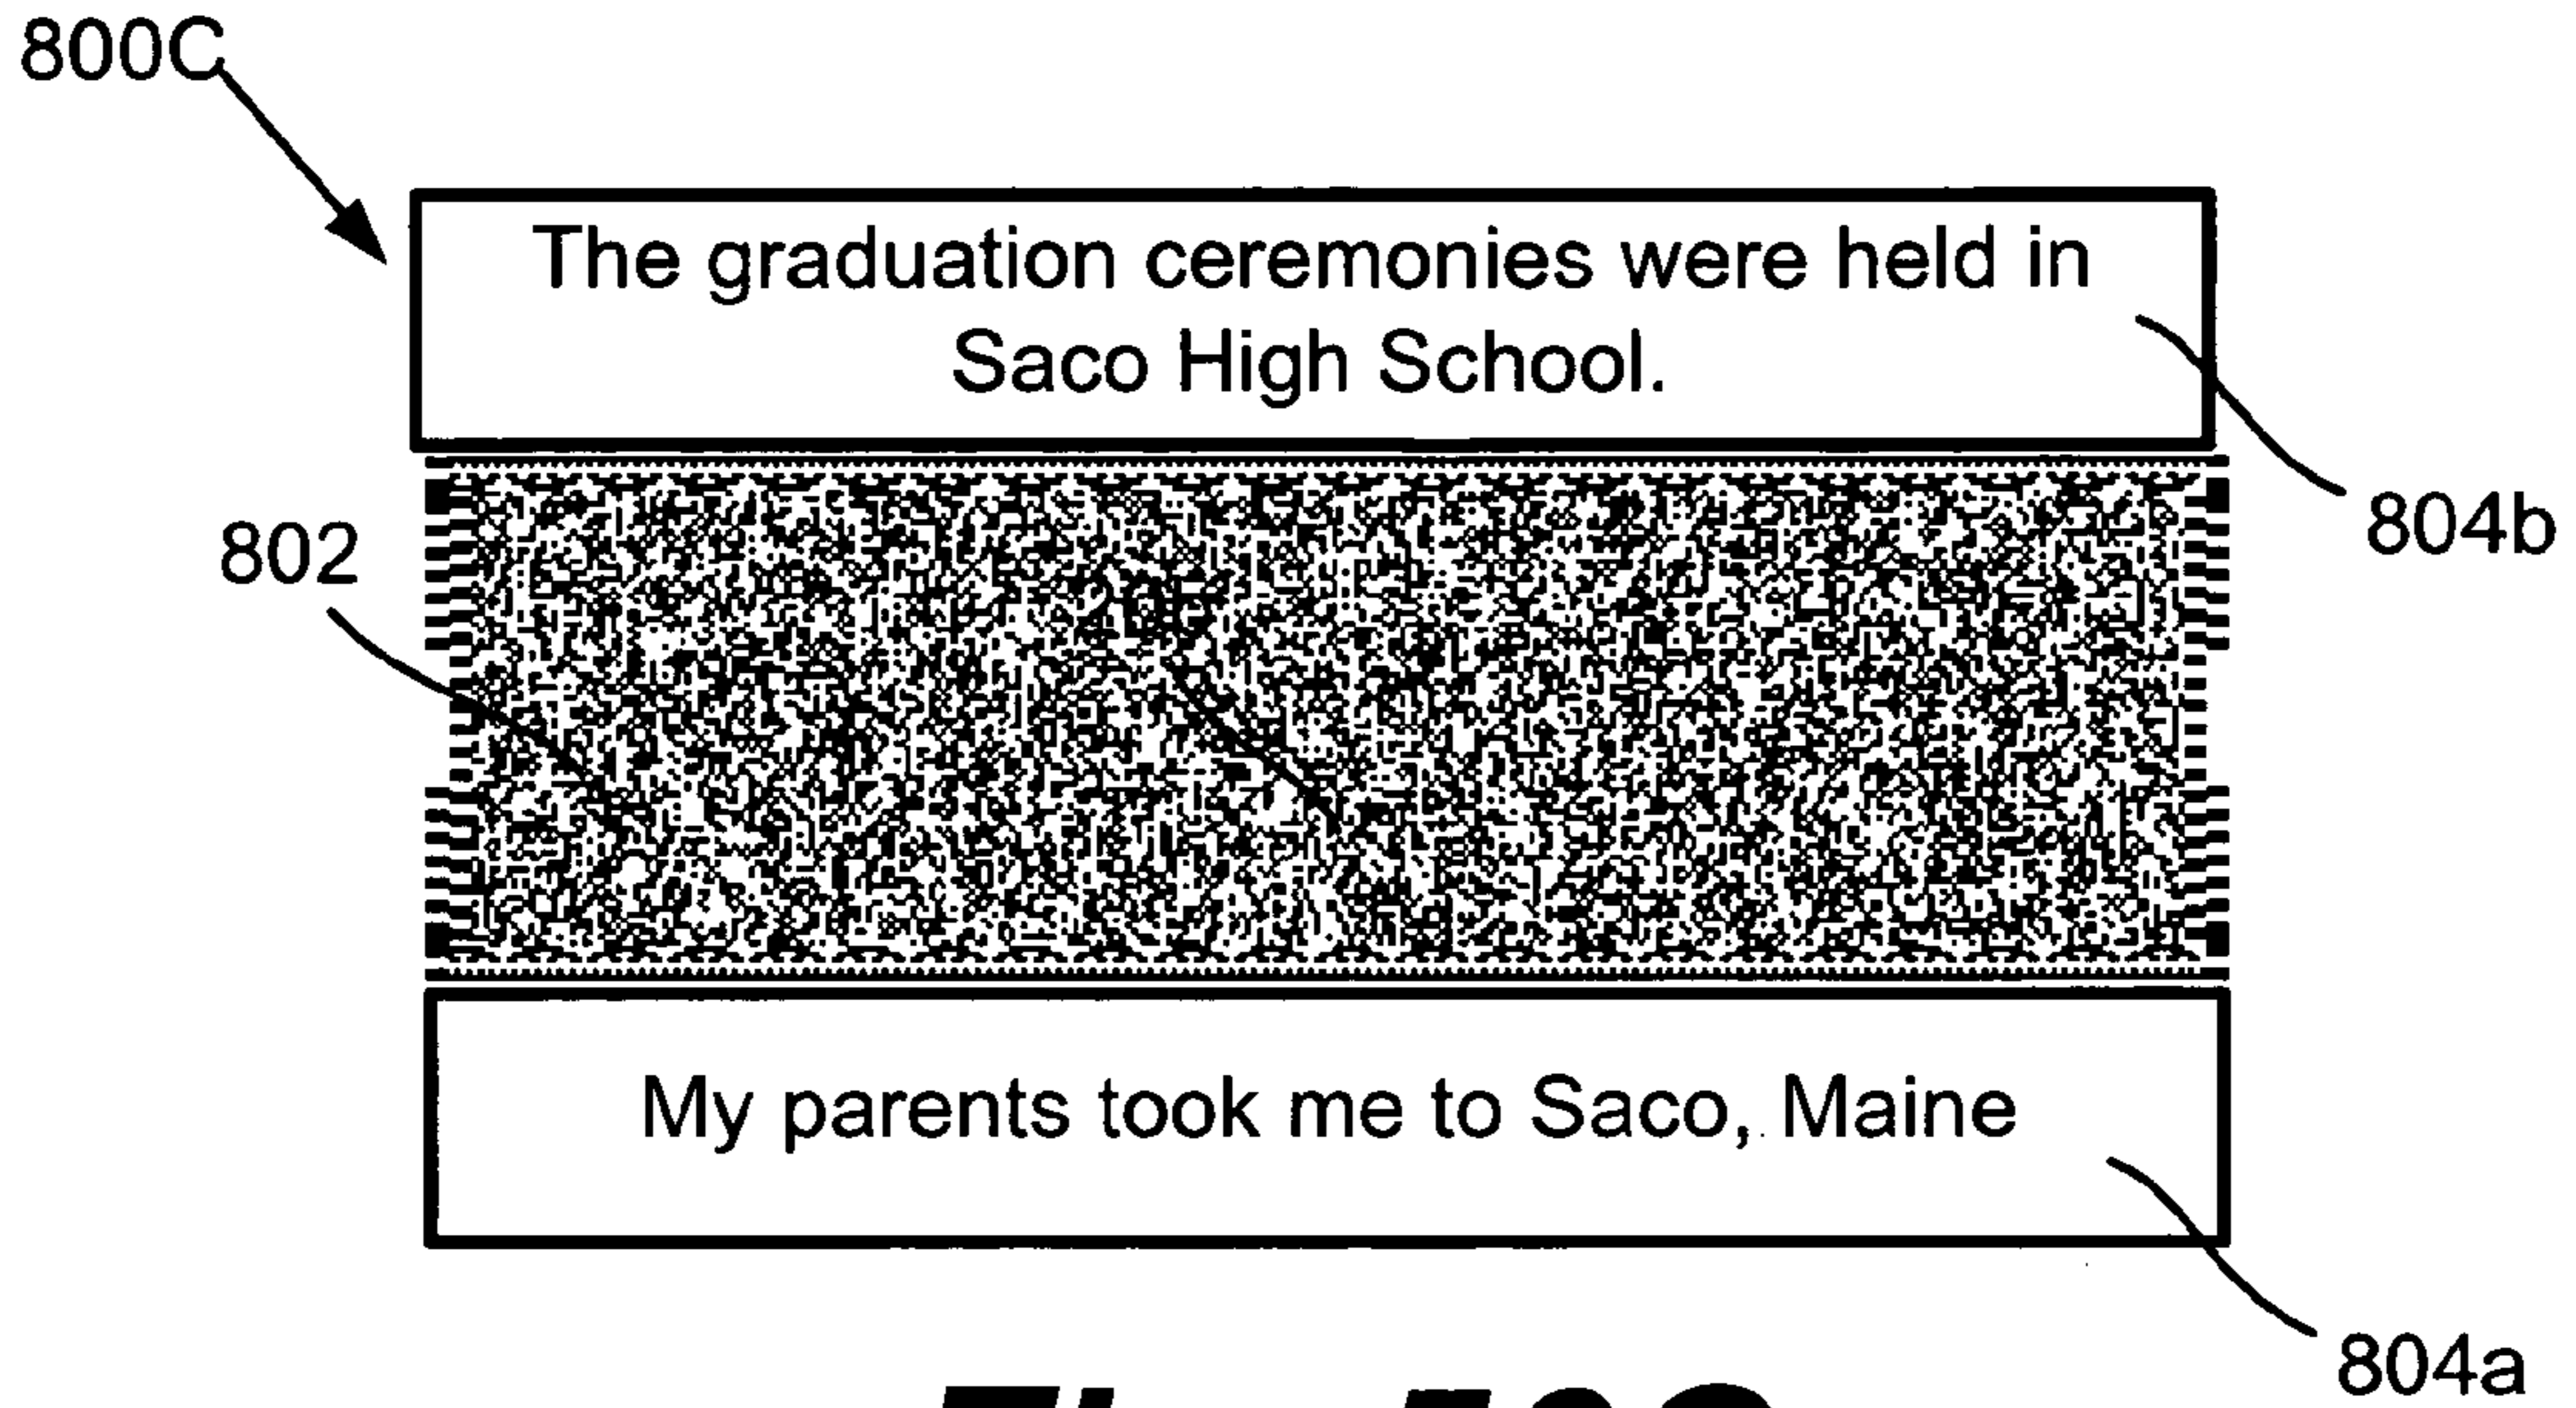 800C
The graduation ceremonies were held in
Saco High School.
804b
802
My parents took me to Saco, Maine
804a